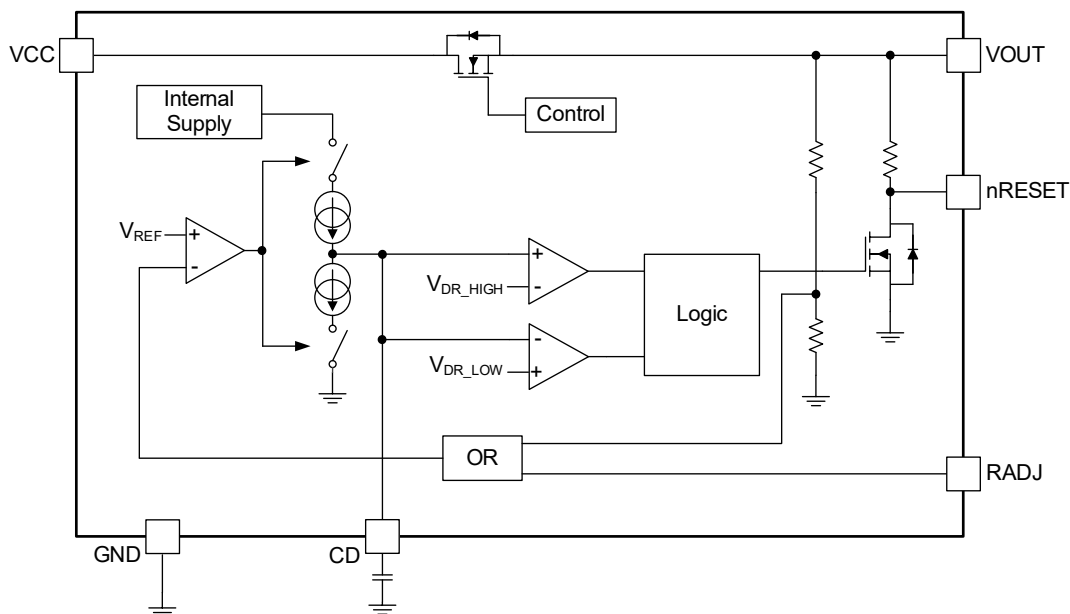 VCC
VOUT
Internal
Supply
Control
nRESET
VREF
+
-
+
-
VDR_HIGH
Logic
-
+
VDR_LOW
OR
RADJ
GND
CD